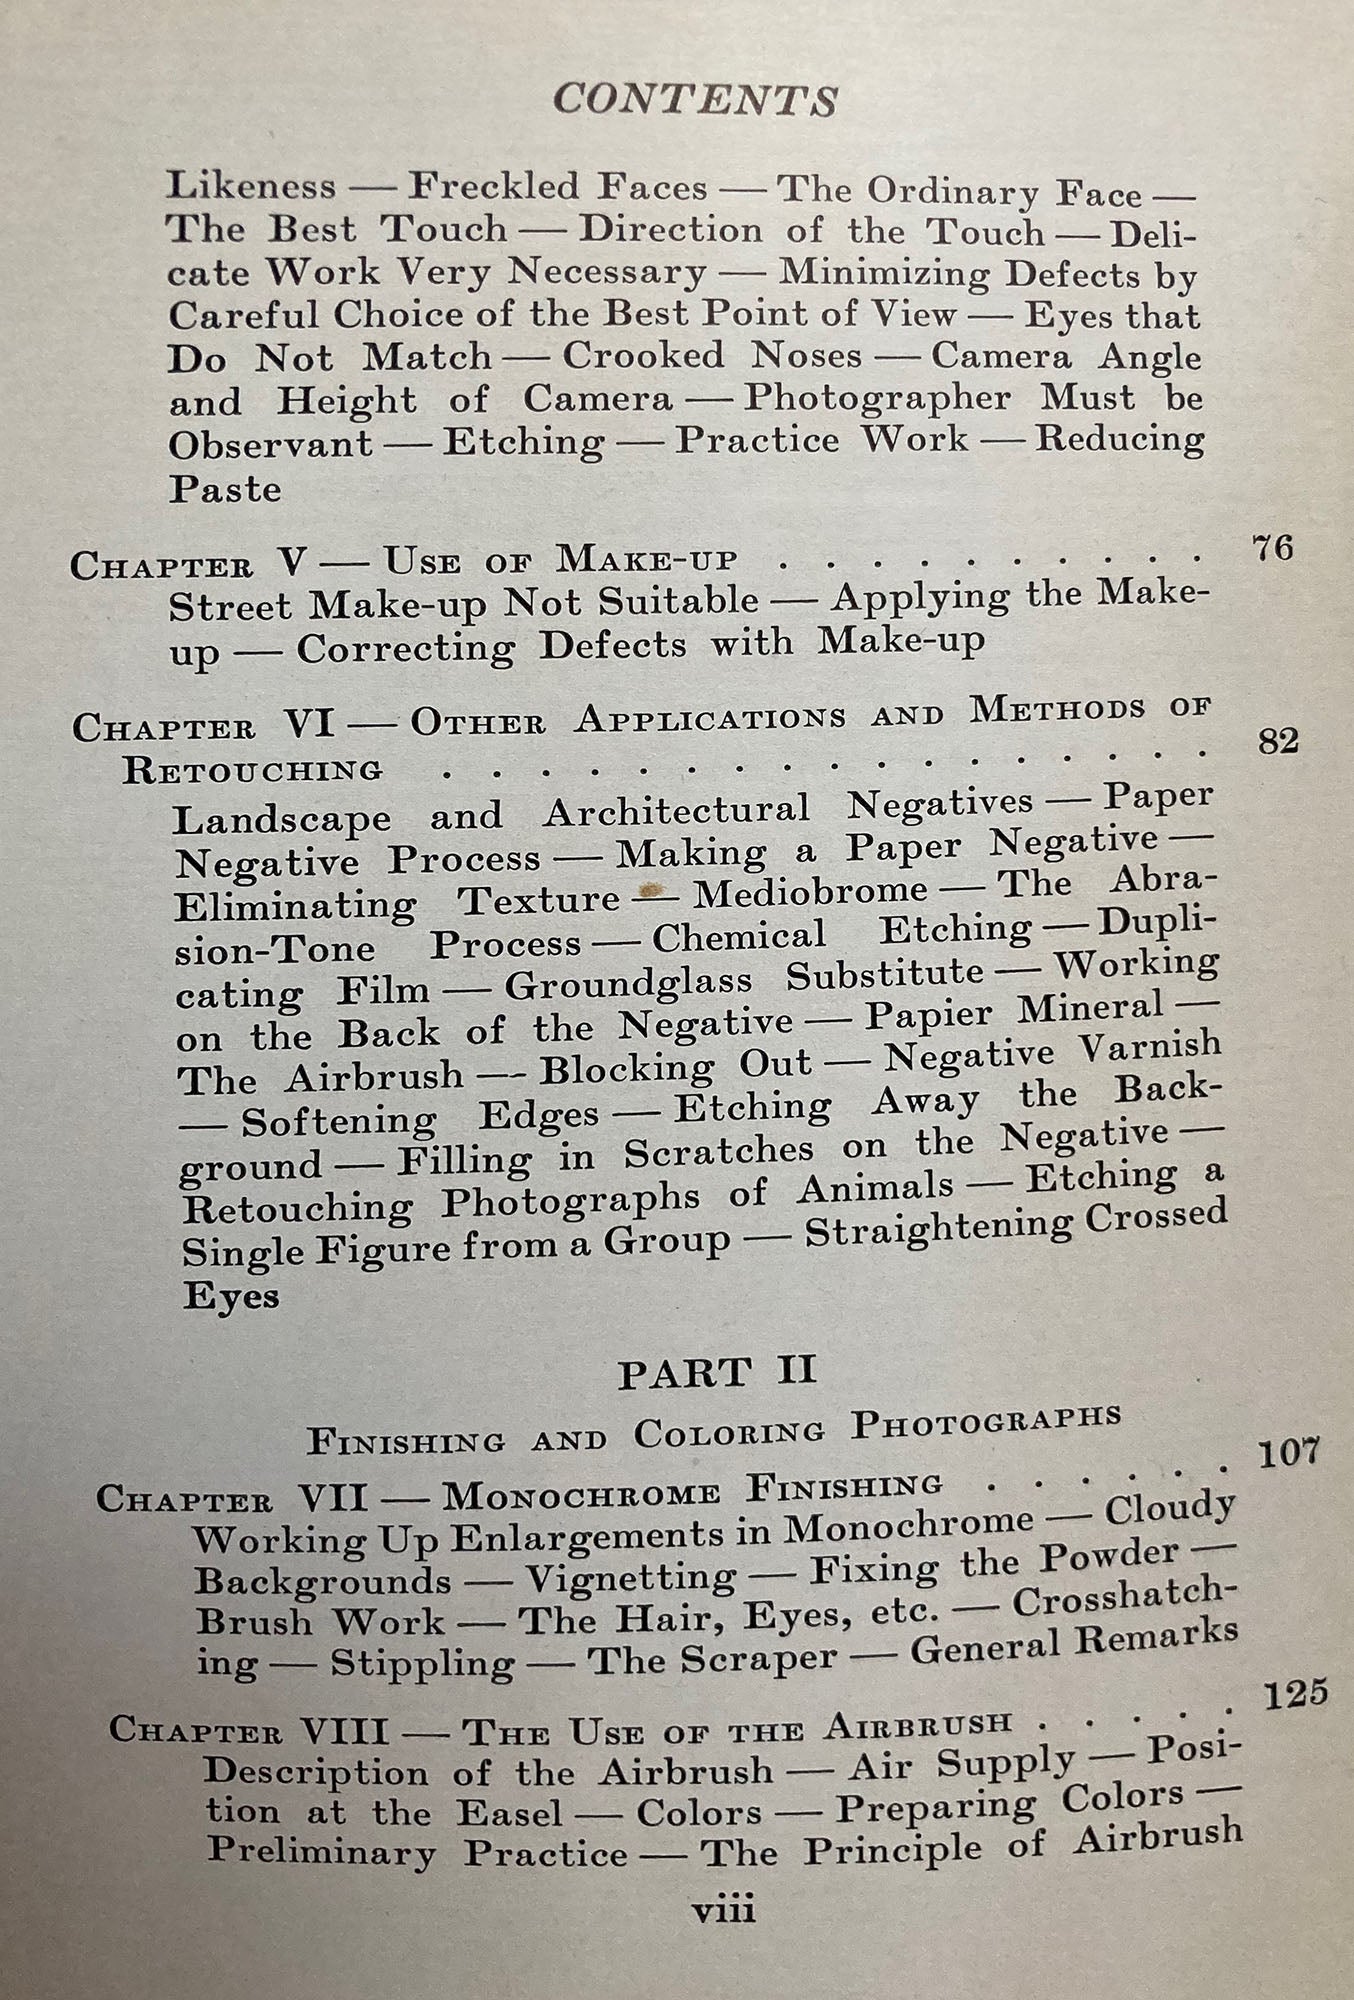 CONTENTS
Likeness — Freckled Faces — The Ordinary Face —
The Best Touch — Direction of the Touch — Deli-
cate Work Very Necessary — Minimizing Defects by
Careful Choice of the Best Point of View — Eyes that
Do Not Match — Crooked Noses — Camera Angle
and Height of Camera — Photographer Must be
Observant — Etching — Practice Work — Reducing
Paste
CHAPTER V — USE OF MAKE-UP . . . . . . . . . . 76
Street Make-up Not Suitable — Applying the Make-
up — Correcting Defects with Make-up
CHAPTER VI — OTHER APPLICATIONS AND METHODS OF
RETOUCHING . . . . . . . . . . . . . . . . 82
Landscape and Architectural Negatives — Paper
Negative Process — Making a Paper Negative —
Eliminating Texture — Mediobrome — The Abra-
sion-Tone Process — Chemical Etching — Dupli-
cating Film — Groundglass Substitute — Working
on the Back of the Negative — Papier Mineral —
The Airbrush — Blocking Out — Negative Varnish
— Softening Edges — Etching Away the Back-
ground — Filling in Scratches on the Negative —
Retouching Photographs of Animals — Etching a
Single Figure from a Group — Straightening Crossed
Eyes
PART II
FINISHING AND COLORING PHOTOGRAPHS
CHAPTER VII — MONOCHROME FINISHING . . . . . . 107
Working Up Enlargements in Monochrome — Cloudy
Backgrounds — Vignetting — Fixing the Powder —
Brush Work — The Hair, Eyes, etc. — Crosshatch-
ing — Stippling — The Scraper — General Remarks
CHAPTER VIII — THE USE OF THE AIRBRUSH . . . . . 125
Description of the Airbrush — Air Supply — Posi-
tion at the Easel — Colors — Preparing Colors —
Preliminary Practice — The Principle of Airbrush
viii